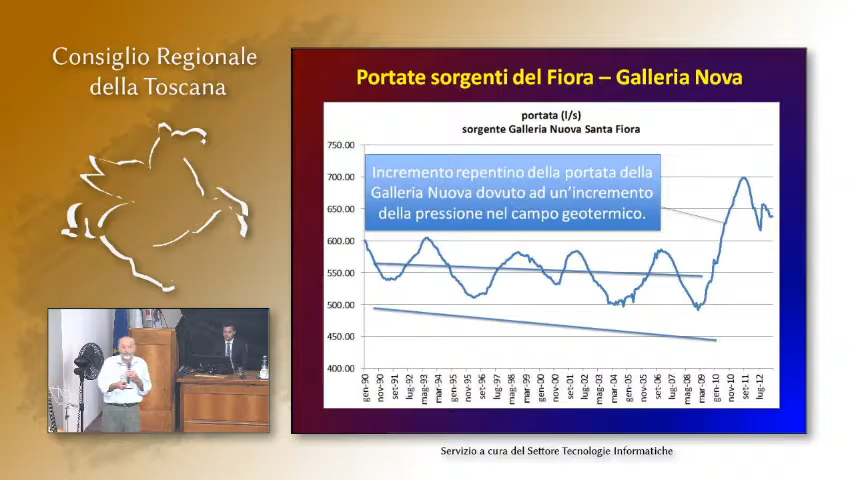 Consiglio Regionale
della Toscana
Portate sorgenti del Fiora – Galleria Nova
portata (l/s)
sorgente Galleria Nuova Santa Fiora
750.00
700.00
650.00
600.00
550.00
500.00
450.00
400.00
Incremento repentino della portata della
Galleria Nuova dovuto ad un'incremento
della pressione nel campo geotermico.
gen-90
nov-90
set-91
lug-92
mag-93
mar-94
gen-95
nov-95
set-96
lug-97
mag-98
mar-99
gen-00
nov-00
set-01
lug-02
mag-03
mar-04
gen-05
nov-05
set-06
lug-07
mag-08
mar-09
gen-10
nov-10
set-11
lug-12
Servizio a cura del Settore Tecnologie Informatiche